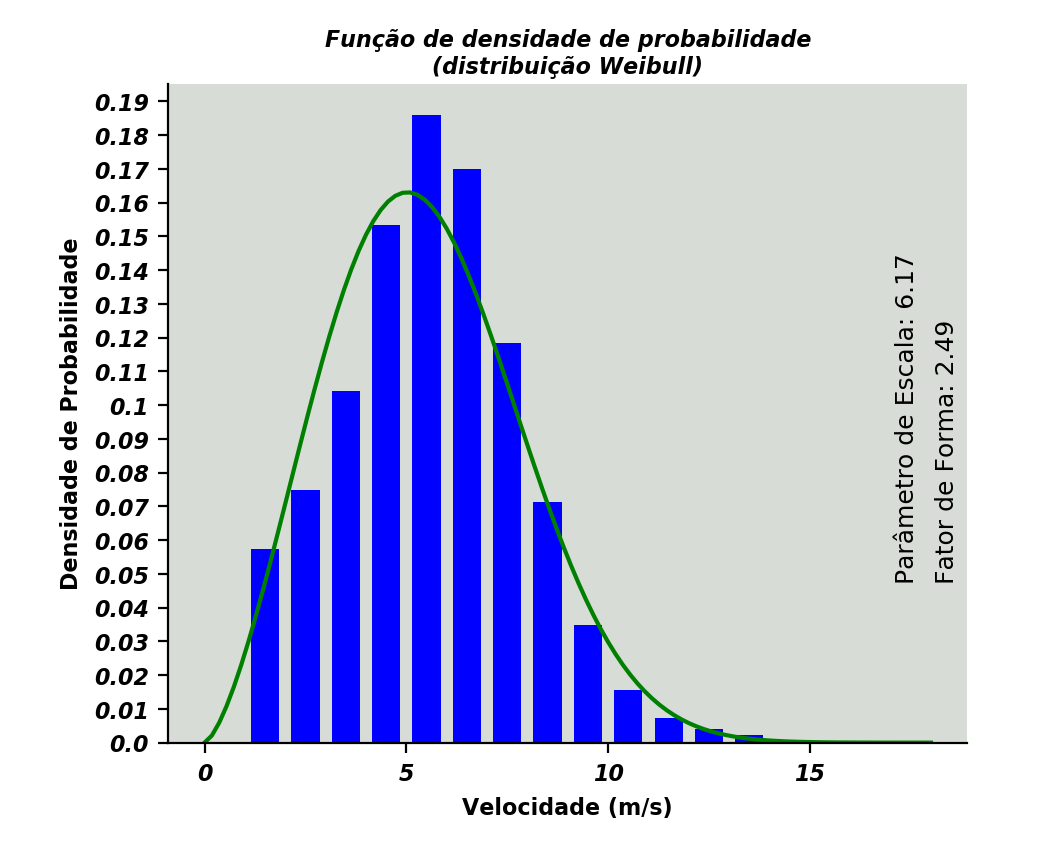 Função de densidade de probabilidade
(distribuição Weibull)
Densidade de Probabilidade
0.19
0.18
0.17
0.16
0.15
0.14
0.13
0.12
0.11
0.1
0.09
0.08
0.07
0.06
0.05
0.04
0.03
0.02
0.01
0.0
Parâmetro de Escala: 6.17
Fator de Forma: 2.49
0 5 10 15
Velocidade (m/s)